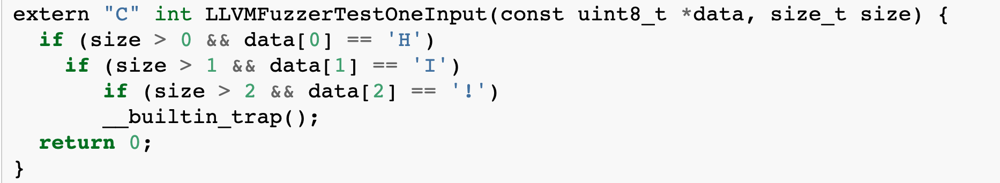 extern "C" int LLVMFuzzerTestOneInput(const uint8_t *data, size_t size) {
  if (size > 0 && data[0] == 'H')
    if (size > 1 && data[1] == 'I')
       if (size > 2 && data[2] == '!')
       __builtin_trap();
  return 0;
}